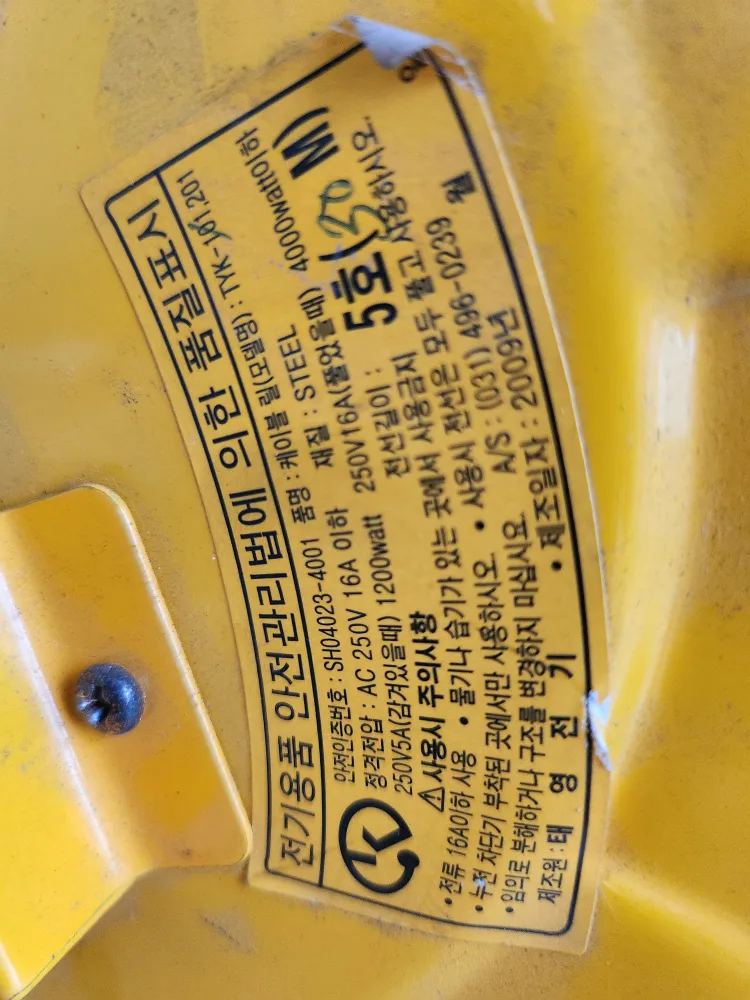 전기용품 안전관리법에 의한 품질표시
안전인증번호 : SH04023-4001 품명 : 케이블 릴(모델명) : TYK-161,201
정격전압 : AC 250V 16A 이하 재질 : STEEL
250V5A(감겨있을때) 1200watt 250V16A(풀었을때) 4000watt이하
⚠사용시 주의사항 전선길이 : 5호(50 M)
• 전류 16A이하 사용 • 물기나 습기가 있는 곳에서 사용금지
• 누전 차단기 부착된 곳에서만 사용하시오. • 사용시 전선은 모두 풀고 사용하시오.
• 임의로 분해하거나 구조를 변경하지 마십시요. A/S : (031) 496-0239
제조원 : 태 영 전 기 • 제조일자 : 2009년 월 일